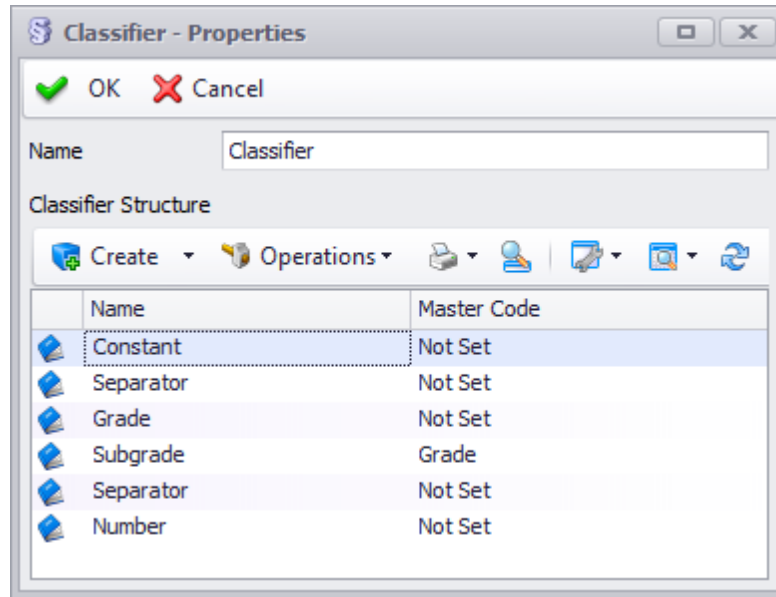 Classifier - Properties
OK Cancel
Name Classifier
Classifier Structure
Create Operations
Name Master Code
Constant Not Set
Separator Not Set
Grade Not Set
Subgrade Grade
Separator Not Set
Number Not Set